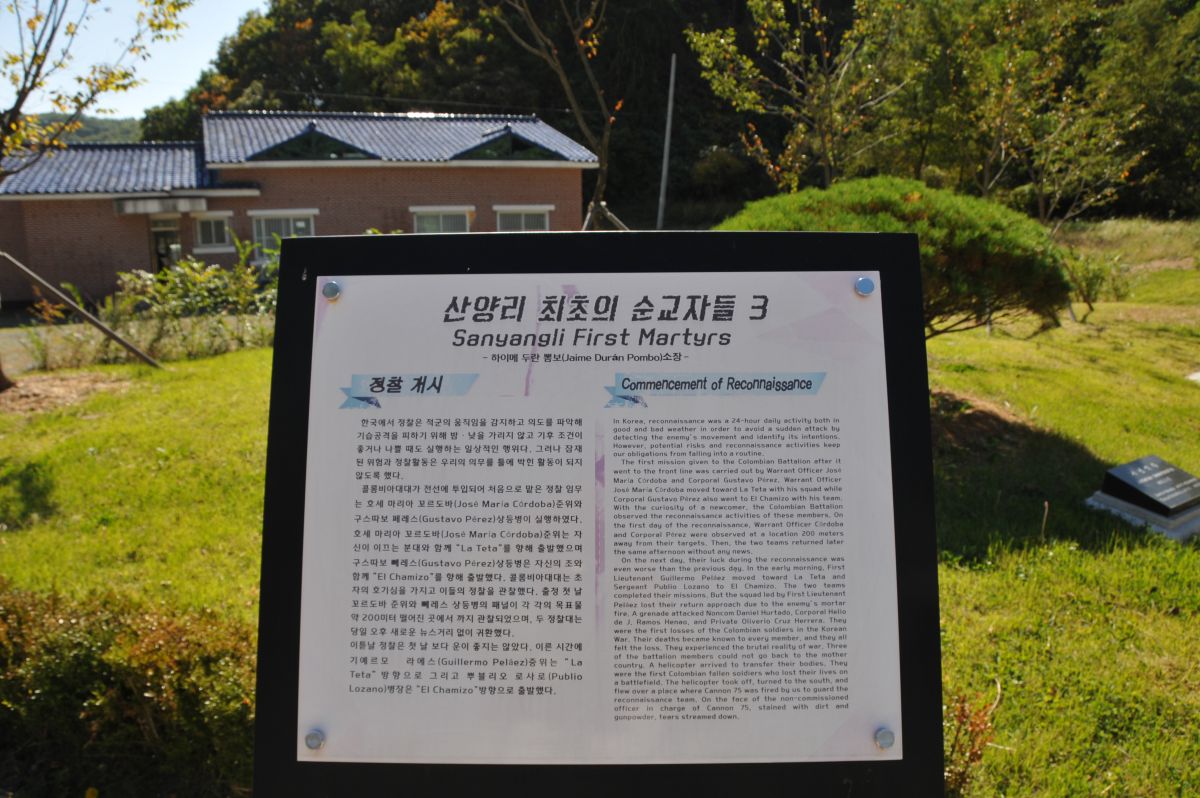 산양리 최초의 순교자들 3
Sanyangli First Martyrs
- 하이메 두란 뽐보(Jaime Durán Pombo)소장 -
정찰 개시
한국에서 정찰은 적군의 움직임을 감지하고 의도를 파악해
기습공격을 피하기 위해 밤 · 낮을 가리지 않고 기후 조건이
좋거나 나쁠 때도 실행하는 일상적인 행위다. 그러나 잠재
된 위험과 정찰활동은 우리의 의무를 틀에 박힌 활동이 되지
않도록 했다.
콜롬비아대대가 전선에 투입되어 처음으로 맡은 정찰 임무
는 호세 마리아 꼬르도바(José María Córdoba)준위와
구스따보 페레스(Gustavo Pérez)상등병이 실행하였다.
호세 마리아 꼬르도바(José María Córdoba)준위는 자
신이 이끄는 분대와 함께 "La Teta"를 향해 출발했으며
구스따보 뻬레스(Gustavo Pérez)상등병은 자신의 조와
함께 "El Chamizo"를 향해 출발했다. 콜롬비아대대는 초
자의 호기심을 가지고 이들의 정찰을 관찰했다. 출정 첫 날
꼬르도바 준위와 뻬레스 상등병의 패널이 각 각의 목표물
약 200미터 떨어진 곳에서 까지 관찰되었으며, 두 정찰대는
당일 오후 새로운 뉴스거리 없이 귀환했다.
이튿날 정찰은 첫 날 보다 운이 좋지는 않았다. 이른 시간에
기예르모 라에스(Guillermo Peláez)중위는 "La
Teta" 방향으로 그리고 뿌블리오 로사로(Publio
Lozano)병장은 "El Chamizo"방향으로 출발했다.
Commencement of Reconnaissance
In Korea, reconnaissance was a 24-hour daily activity both in
good and bad weather in order to avoid a sudden attack by
detecting the enemy's movement and identify its intentions.
However, potential risks and reconnaissance activities keep
our obligations from falling into a routine.
The first mission given to the Colombian Battalion after it
went to the front line was carried out by Warrant Officer José
María Córdoba and Corporal Gustavo Pérez. Warrant Officer
José María Córdoba moved toward La Teta with his squad while
Corporal Gustavo Pérez also went to El Chamizo with his team.
With the curiosity of a newcomer, the Colombian Battalion
observed the reconnaissance activities of these members. On
the first day of the reconnaissance, Warrant Officer Córdoba
and Corporal Pérez were observed at a location 200 meters
away from their targets. Then, the two teams returned later
the same afternoon without any news.
On the next day, their luck during the reconnaissance was
even worse than the previous day. In the early morning, First
Lieutenant Guillermo Peláez moved toward La Teta and
Sergeant Publio Lozano to El Chamizo. The two teams
completed their missions. But the squad led by First Lieutenant
Peláez lost their return approach due to the enemy's mortar
fire. A grenade attacked Noncom Daniel Hurtado, Corporal Helio
de J. Ramos Henao, and Private Oliverio Cruz Herrera. They
were the first losses of the Colombian soldiers in the Korean
War. Their deaths became known to every member, and they all
felt the loss. They experienced the brutal reality of war. Three
of the battalion members could not go back to the mother
country. A helicopter arrived to transfer their bodies. They
were the first Colombian fallen soldiers who lost their lives on
a battlefield. The helicopter took off, turned to the south, and
flew over a place where Cannon 75 was fired by us to guard the
reconnaissance team. On the face of the non-commissioned
officer in charge of Cannon 75, stained with dirt and
gunpowder, tears streamed down.